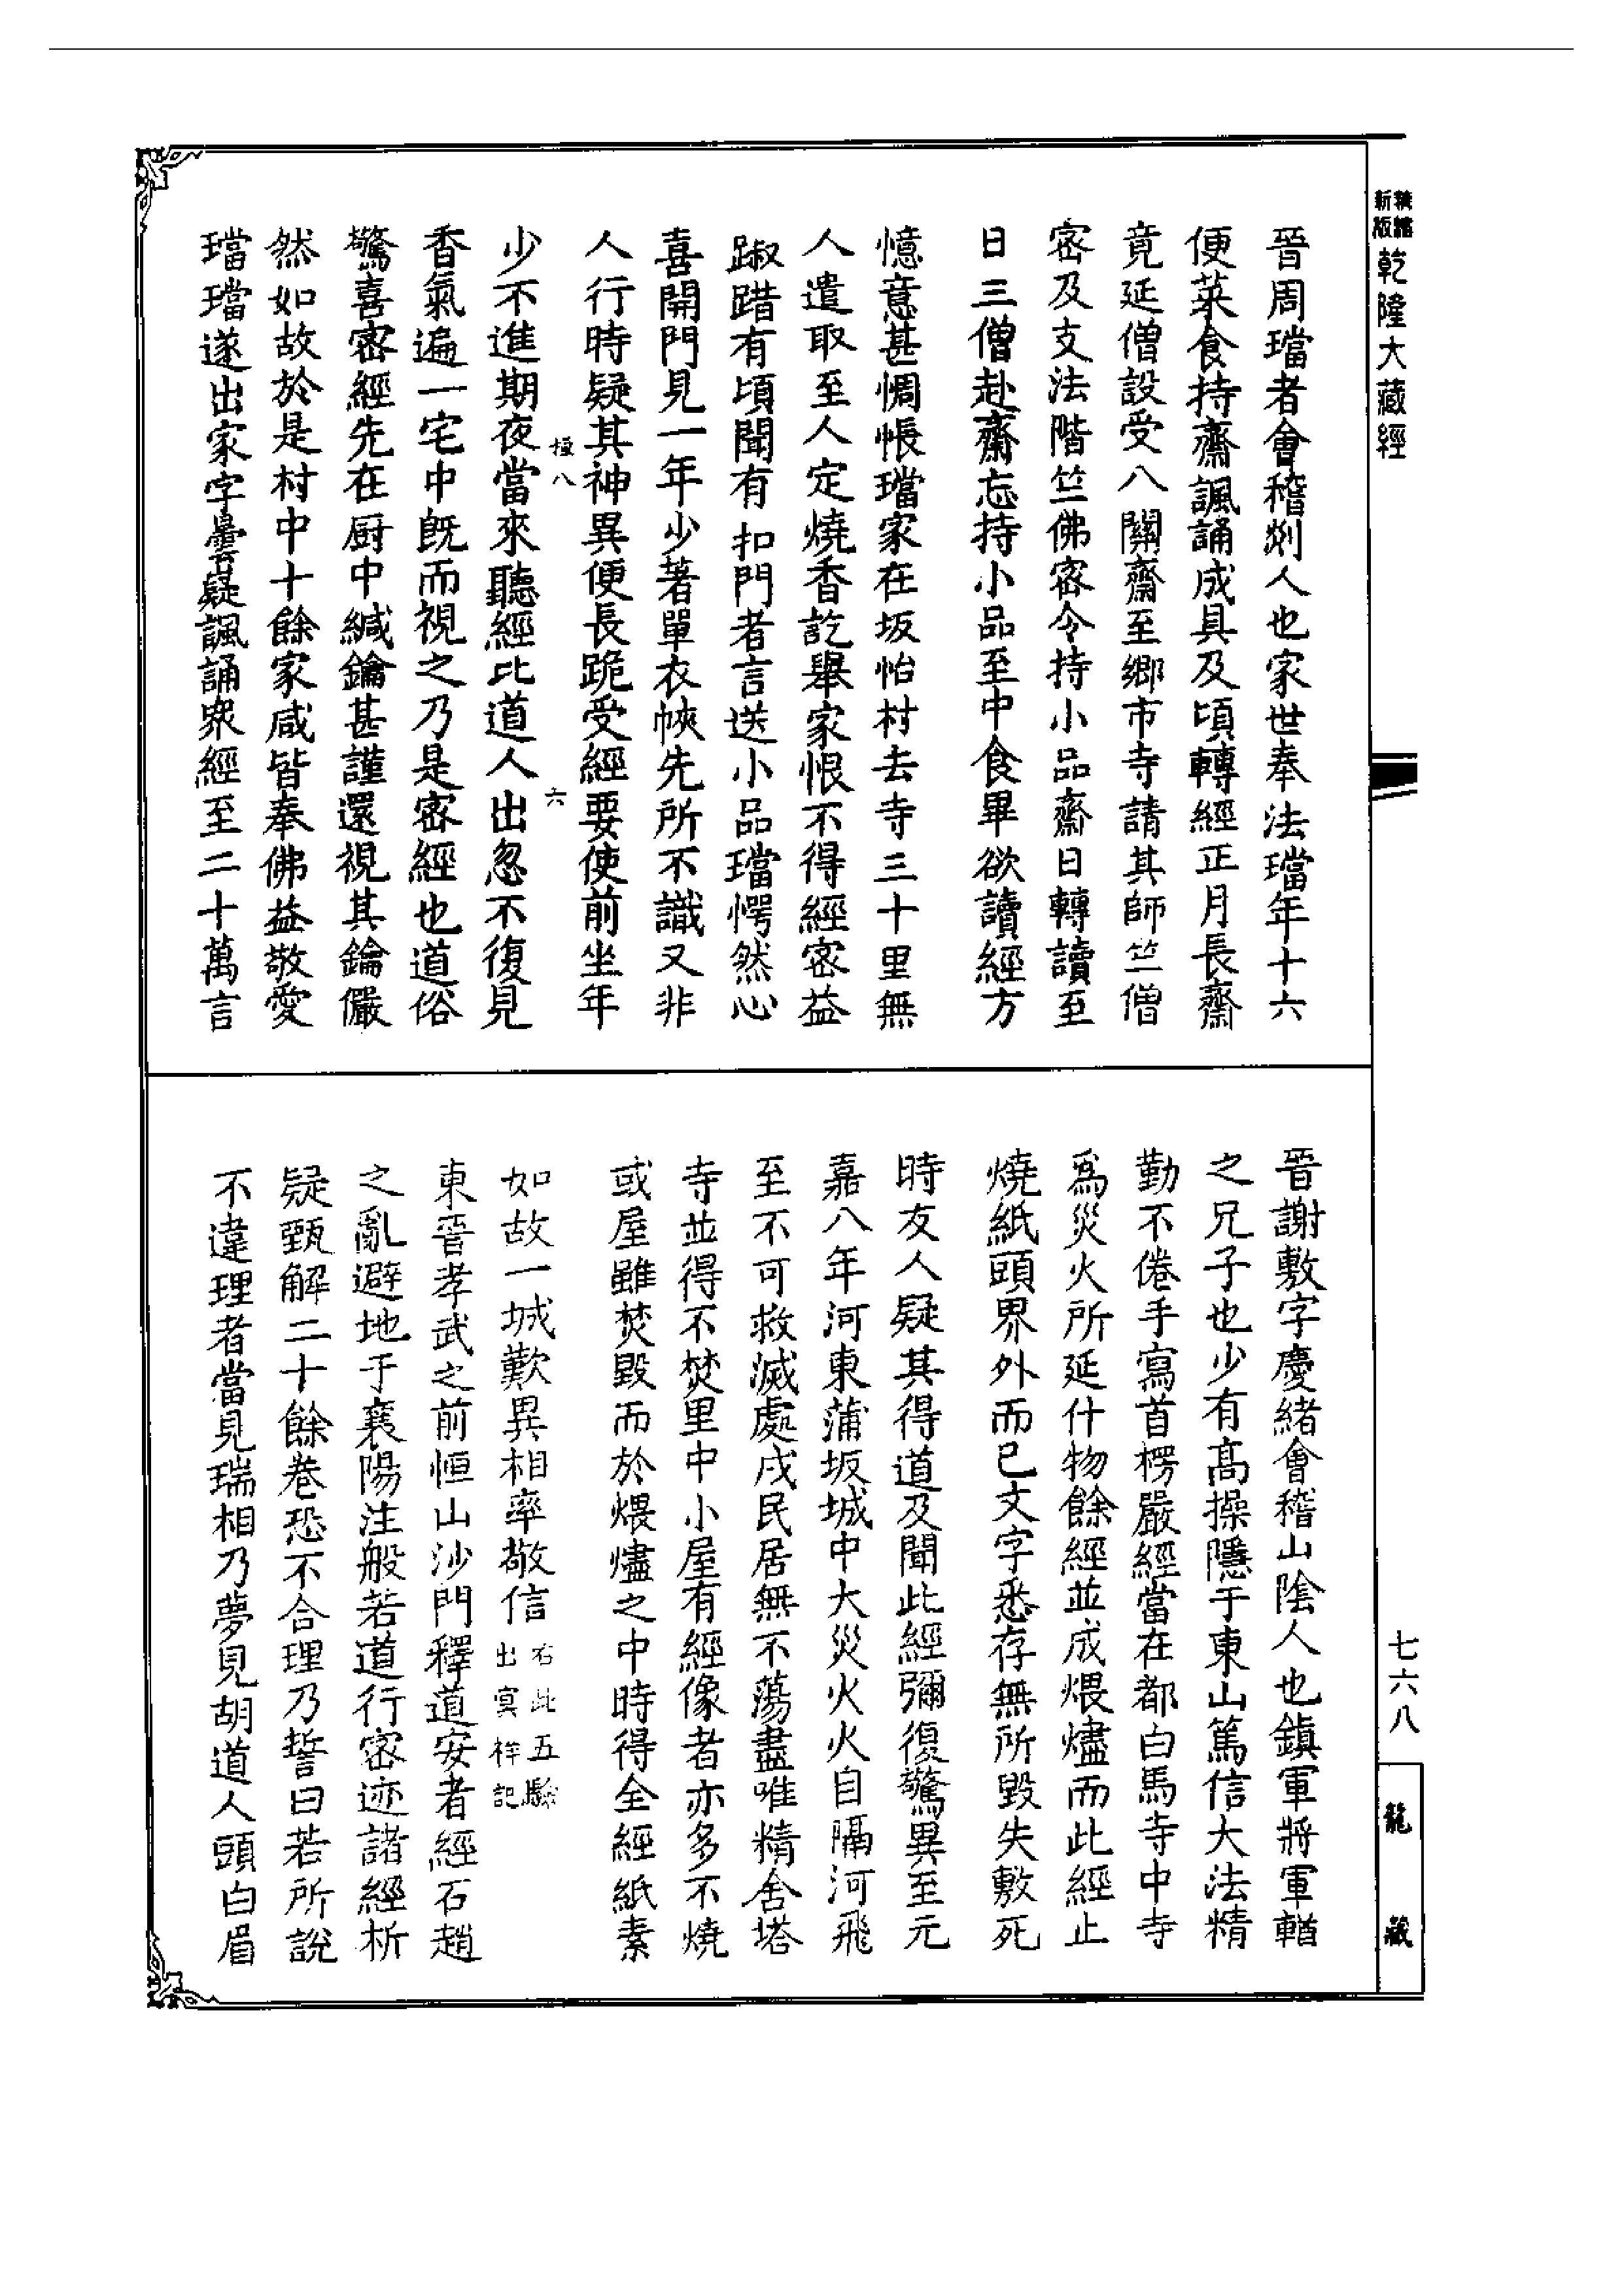 精縮新版 乾隆大藏經
晉周璫者會稽剡人也家世奉法璫年十六
便菜食持齋諷誦成具及頃轉經正月長齋
竟延僧設受八關齋至鄉市寺請其師竺僧
密及支法階竺佛密令持小品齋日轉讀至
日三僧赴齋忘持小品至中食畢欲讀經方
憶意甚惆悵璫家在坂怡村去寺三十里無
人遣取至人定燒香訖舉家恨不得經密益
踧踖有頃聞有扣門者言送小品璫愕然心
喜開門見一年少著單衣帢先所不識又非
人行時疑其神異便長跪受經要使前坐年
橫八 六
少不進期夜當來聽經比道人出忽不復見
香氣遍一宅中旣而視之乃是密經也道俗
驚喜密經先在厨中緘鑰甚謹還視其鑰儼
然如故於是村中十餘家咸皆奉佛益敬愛
璫璫遂出家字曇嶷諷誦眾經至二十萬言
七六八
龍藏
晉謝敷字慶緒會稽山陰人也鎮軍將軍輶
之兄子也少有高操隱于東山篤信大法精
勤不倦手寫首楞嚴經當在都白馬寺中寺
為災火所延什物餘經並成煨燼而此經止
燒紙頭界外而已文字悉存無所毀失敷死
時友人疑其得道及聞此經彌復驚異至元
嘉八年河東蒲坂城中大災火火自隔河飛
至不可救滅處戍民居無不蕩盡唯精舍塔
寺並得不焚里中小屋有經像者亦多不燒
或屋雖焚毀而於煨燼之中時得全經紙素
如故一城歎異相率敬信右此五驗出冥祥記
東晉孝武之前恒山沙門釋道安者經石趙
之亂避地于襄陽注般若道行密迹諸經析
疑甄解二十餘卷恐不合理乃誓曰若所說
不違理者當見瑞相乃夢見胡道人頭白眉